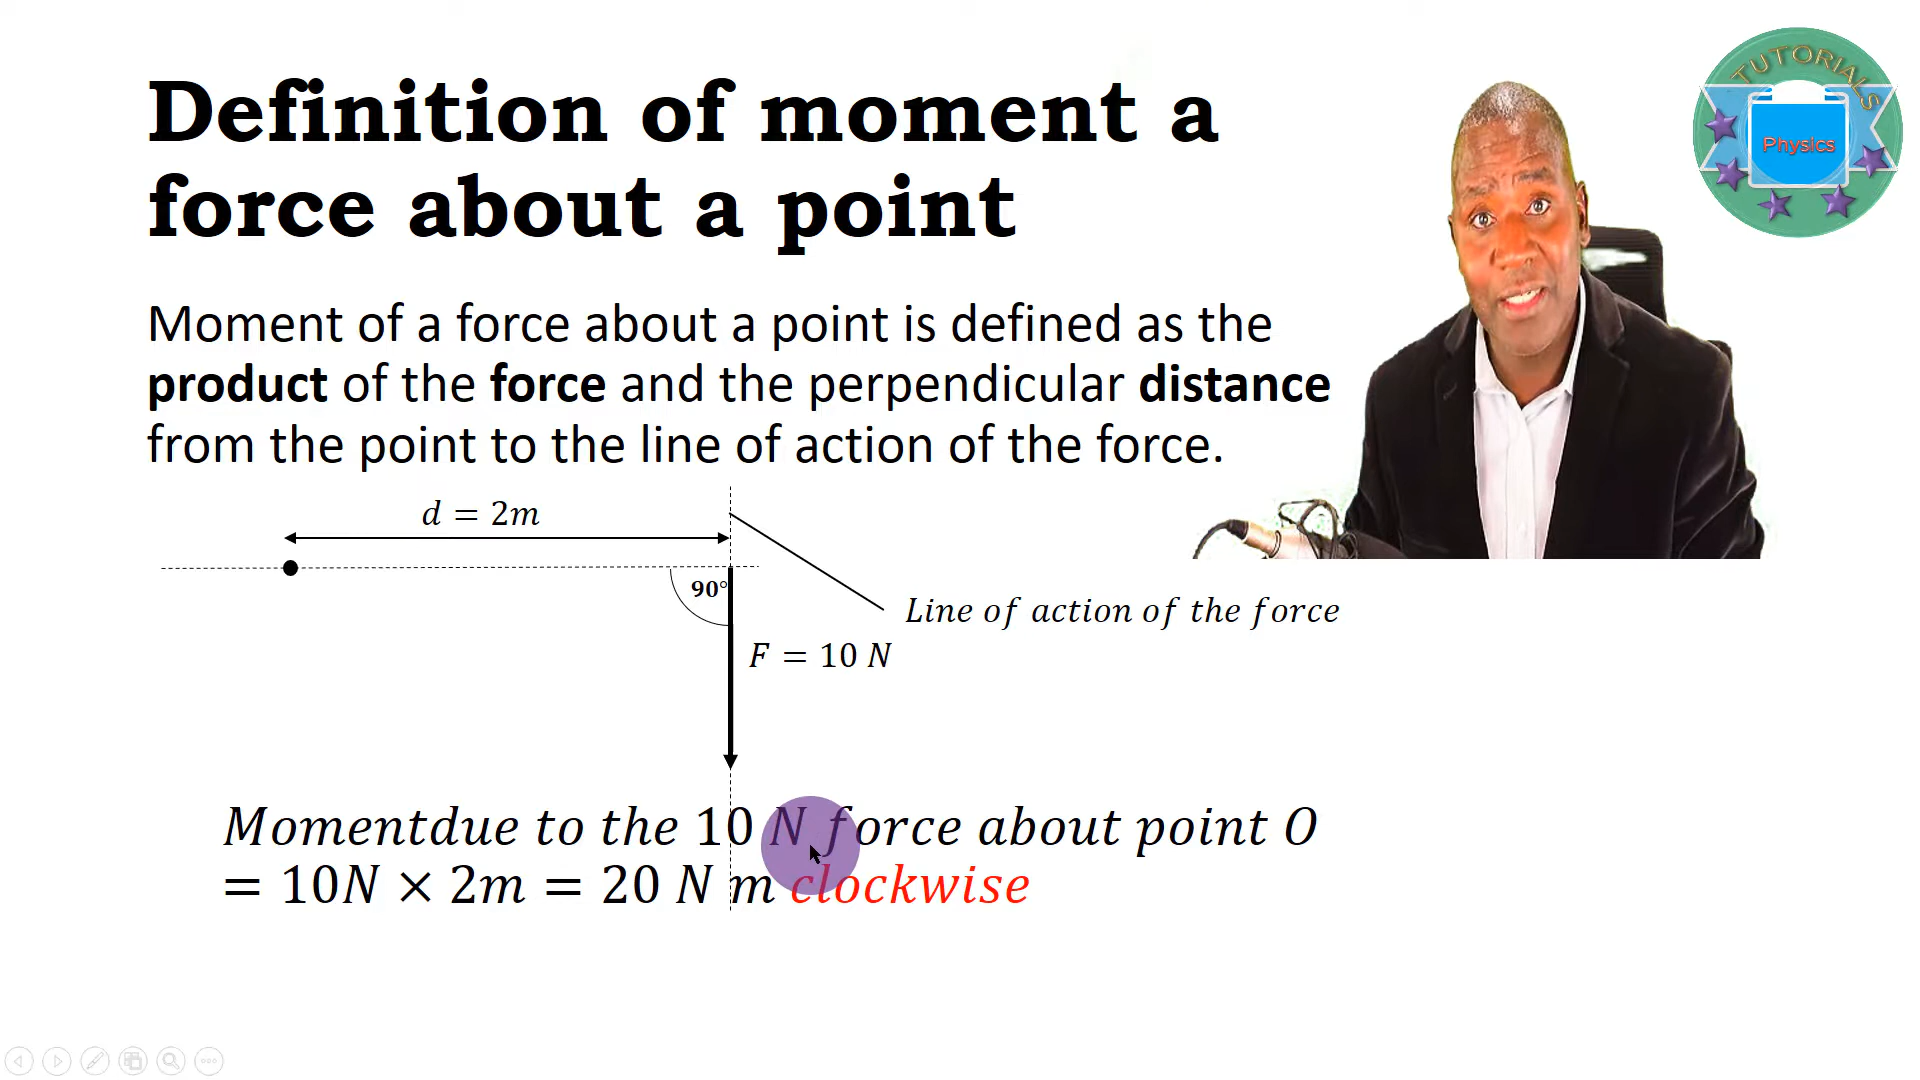 Definition of moment a
force about a point
TUTORIALS
Physics
Moment of a force about a point is defined as the
product of the force and the perpendicular distance
from the point to the line of action of the force.
d = 2m
90°
Line of action of the force
F = 10 N
Momentdue to the 10 N force about point O
= 10N × 2m = 20 N m clockwise